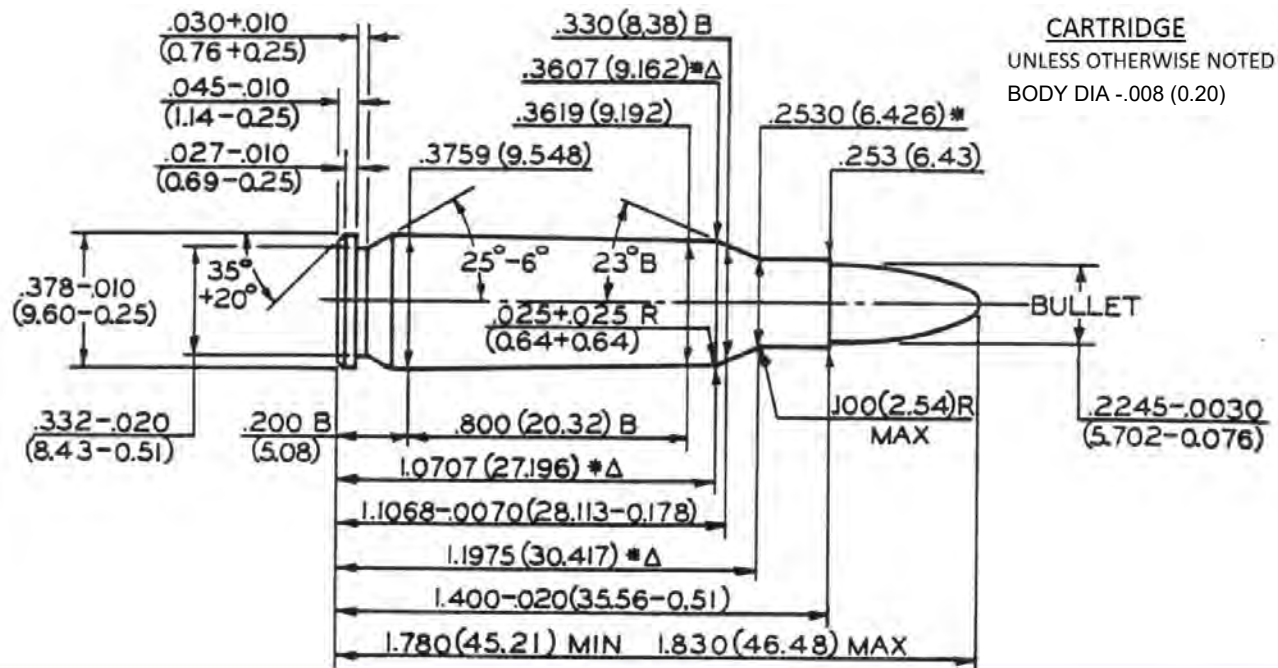 .030+.010
(0.76+0.25)
.045-.010
(1.14-0.25)
.027-.010
(0.69-0.25)
.330 (8.38) B
.3607 (9.162)*Δ
.3619 (9.192)
.3759 (9.548)
.2530 (6.426)*
.253 (6.43)
CARTRIDGE
UNLESS OTHERWISE NOTED
BODY DIA -.008 (0.20)
.378-.010
(9.60-0.25)
35°
+20°
25°-6°
23°B
.025+.025 R
(0.64+0.64)
BULLET
.332-.020
(8.43-0.51)
.200 B
(5.08)
.800 (20.32) B
.100(2.54)R
MAX
.2245-.0030
(5.702-0.076)
1.0707 (27.196) *Δ
1.1068-.0070(28.113-0.178)
1.1975 (30.417) *Δ
1.400-.020(35.56-0.51)
1.780(45.21) MIN 1.830(46.48) MAX